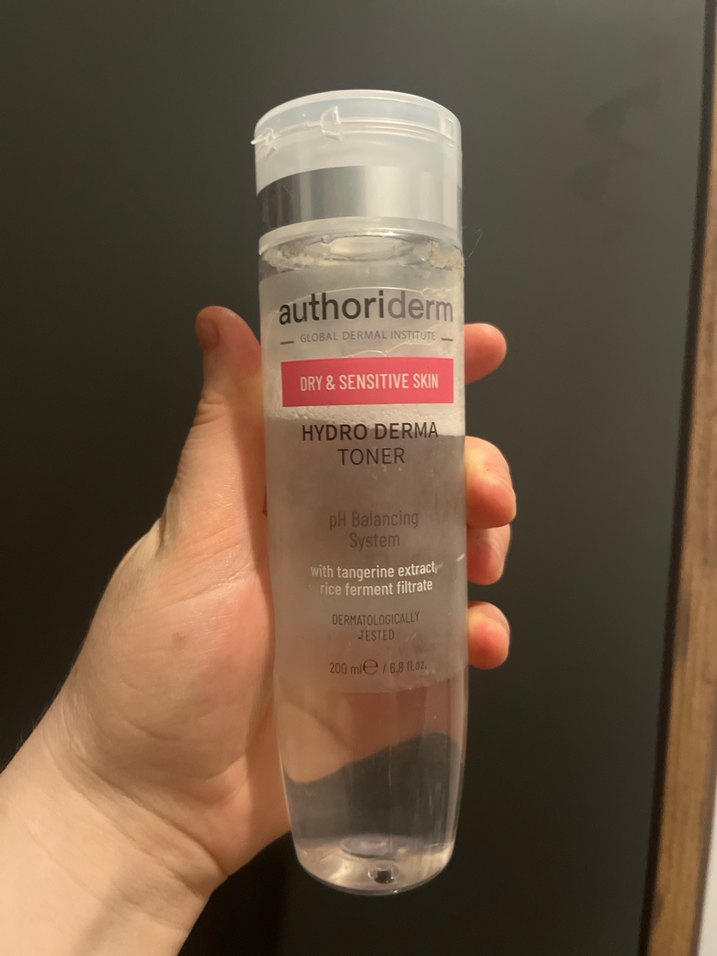 authoriderm
GLOBAL DERMAL INSTITUTE
DRY & SENSITIVE SKIN
HYDRO DERMA
TONER
pH Balancing
System
with tangerine extract,
rice ferment filtrate
DERMATOLOGICALLY
TESTED
200 ml ℮ / 6.8 fl.oz.